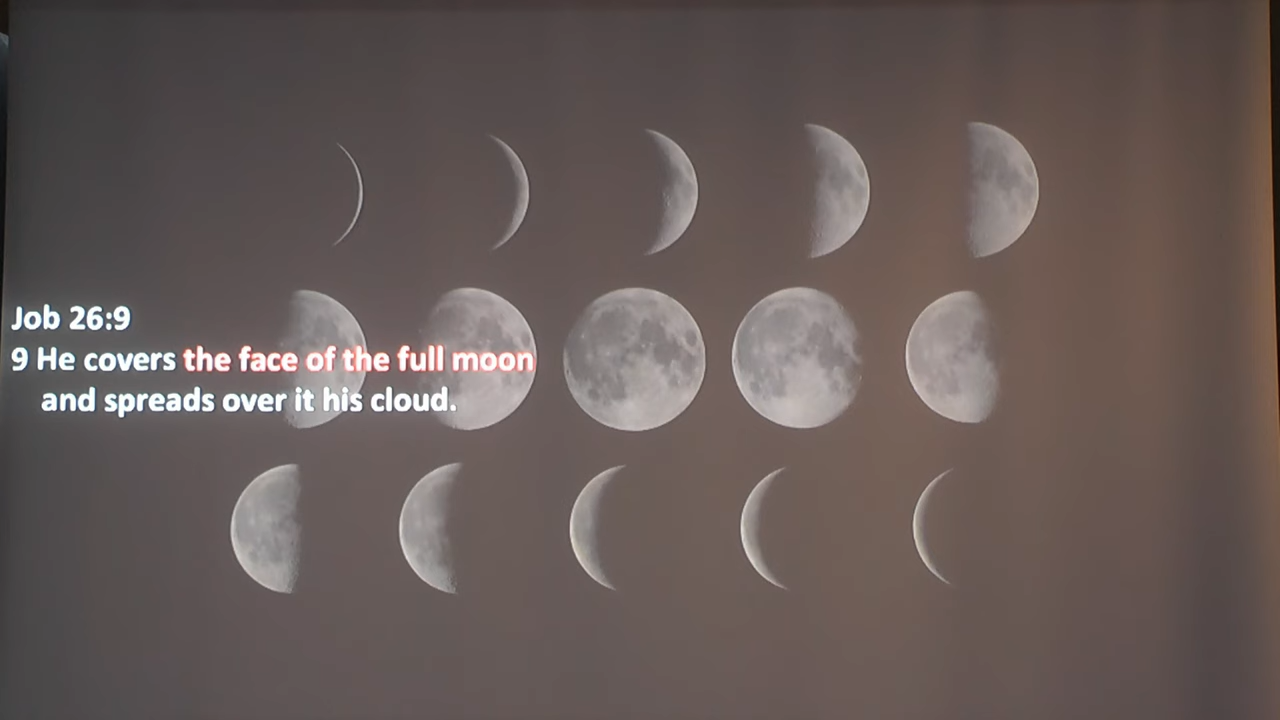 Job 26:9
9 He covers the face of the full moon
and spreads over it his cloud.